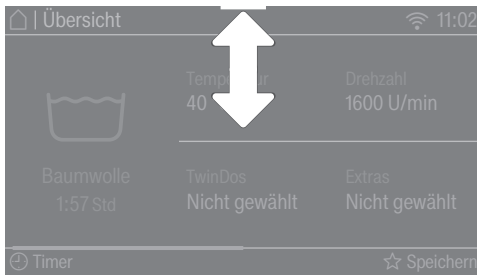 | Übersicht 11:02
Temperatur Drehzahl
40 1600 U/min
Baumwolle TwinDos Extras
1:57 Std Nicht gewählt Nicht gewählt
Timer Speichern